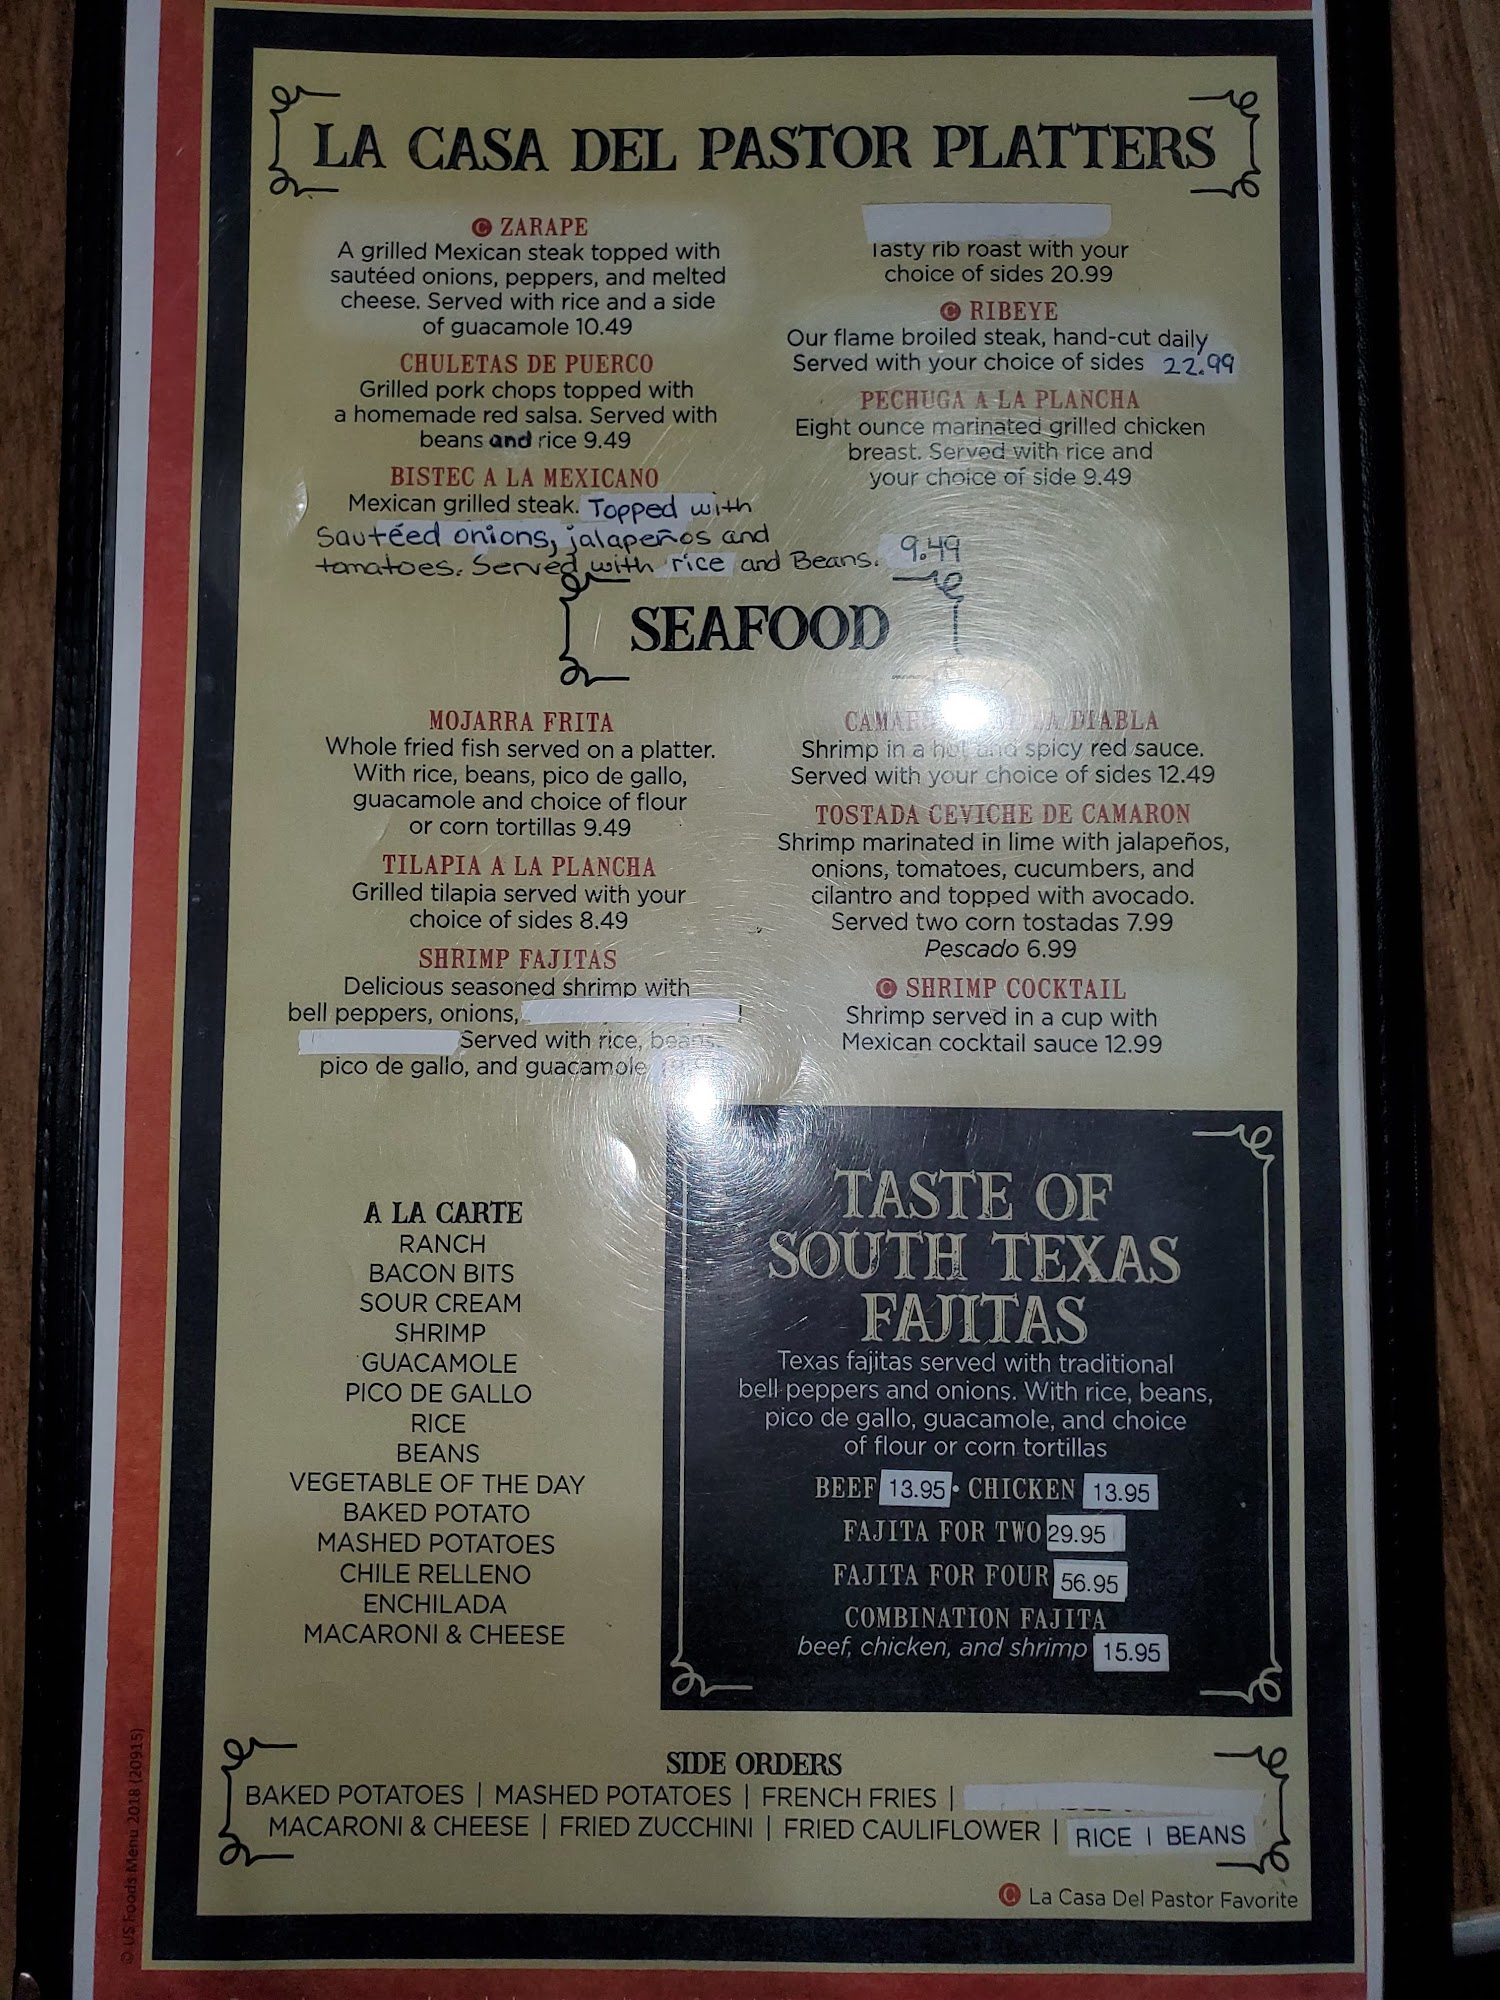 LA CASA DEL PASTOR PLATTERS
C ZARAPE
A grilled Mexican steak topped with
sautéed onions, peppers, and melted
cheese. Served with rice and a side
of guacamole 10.49
CHULETAS DE PUERCO
Grilled pork chops topped with
a homemade red salsa. Served with
beans and rice 9.49
BISTEC A LA MEXICANO
Mexican grilled steak. Topped with
Sautéed onions, jalapeños and
tomatoes. Served with rice and Beans. 9.49
Tasty rib roast with your
choice of sides 20.99
C RIBEYE
Our flame broiled steak, hand-cut daily
Served with your choice of sides 22.99
PECHUGA A LA PLANCHA
Eight ounce marinated grilled chicken
breast. Served with rice and
your choice of side 9.49
SEAFOOD
MOJARRA FRITA
Whole fried fish served on a platter.
With rice, beans, pico de gallo,
guacamole and choice of flour
or corn tortillas 9.49
TILAPIA A LA PLANCHA
Grilled tilapia served with your
choice of sides 8.49
SHRIMP FAJITAS
Delicious seasoned shrimp with
bell peppers, onions,
Served with rice, beans,
pico de gallo, and guacamole
DIABLA
Shrimp in a hot and spicy red sauce.
Served with your choice of sides 12.49
TOSTADA CEVICHE DE CAMARON
Shrimp marinated in lime with jalapeños,
onions, tomatoes, cucumbers, and
cilantro and topped with avocado.
Served two corn tostadas 7.99
Pescado 6.99
C SHRIMP COCKTAIL
Shrimp served in a cup with
Mexican cocktail sauce 12.99
A LA CARTE
RANCH
BACON BITS
SOUR CREAM
SHRIMP
GUACAMOLE
PICO DE GALLO
RICE
BEANS
VEGETABLE OF THE DAY
BAKED POTATO
MASHED POTATOES
CHILE RELLENO
ENCHILADA
MACARONI & CHEESE
TASTE OF
SOUTH TEXAS
FAJITAS
Texas fajitas served with traditional
bell peppers and onions. With rice, beans,
pico de gallo, guacamole, and choice
of flour or corn tortillas
BEEF 13.95 • CHICKEN 13.95
FAJITA FOR TWO 29.95
FAJITA FOR FOUR 56.95
COMBINATION FAJITA
beef, chicken, and shrimp 15.95
SIDE ORDERS
BAKED POTATOES | MASHED POTATOES | FRENCH FRIES |
MACARONI & CHEESE | FRIED ZUCCHINI | FRIED CAULIFLOWER | RICE | BEANS
C La Casa Del Pastor Favorite
© US Foods Menu 2018 (20915)